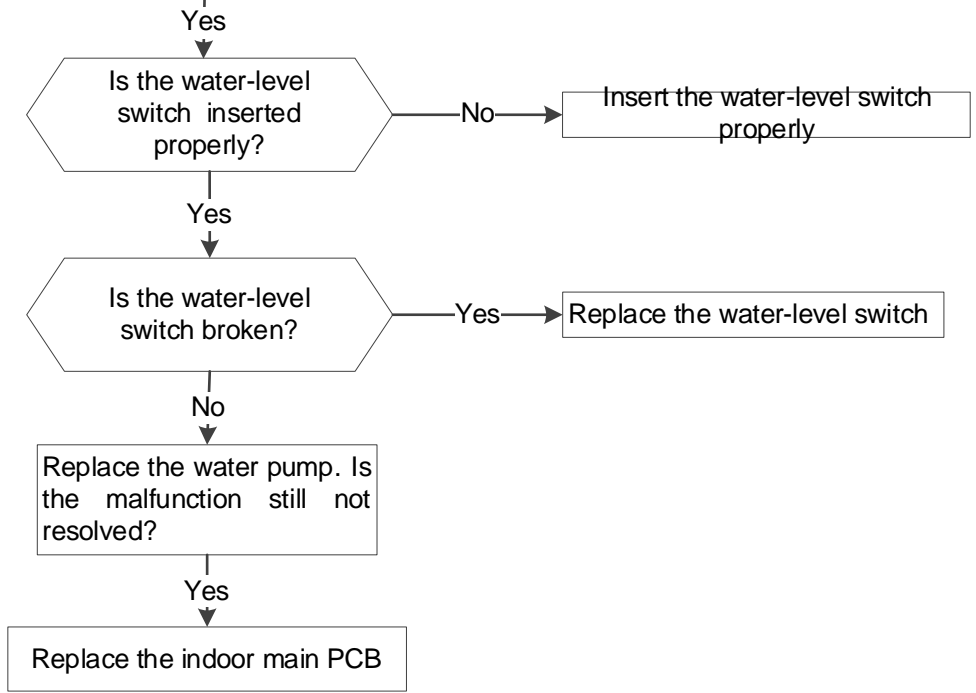 Yes
Is the water-level
switch inserted
properly?
No
Insert the water-level switch
properly
Yes
Is the water-level
switch broken?
Yes
Replace the water-level switch
No
Replace the water pump. Is
the malfunction still not
resolved?
Yes
Replace the indoor main PCB